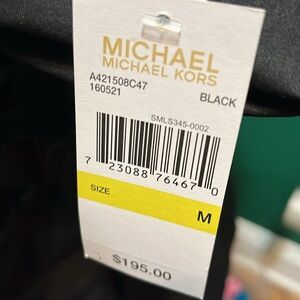 MICHAEL
MICHAEL KORS
A421508C47
160521 BLACK
SMLS345-0002
7 23088 76467 0
SIZE M
$195.00